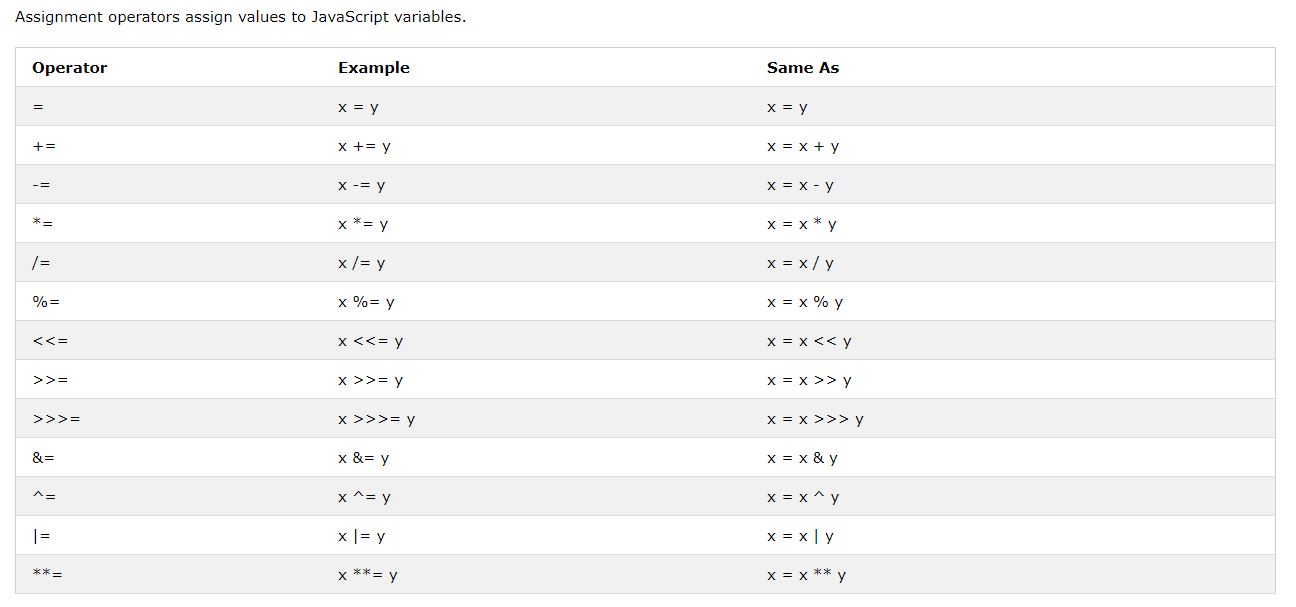 Assignment operators assign values to JavaScript variables.
Operator Example Same As
= x = y x = y
+= x += y x = x + y
-= x -= y x = x - y
*= x *= y x = x * y
/= x /= y x = x / y
%= x %= y x = x % y
<<= x <<= y x = x << y
>>= x >>= y x = x >> y
>>>= x >>>= y x = x >>> y
&= x &= y x = x & y
^= x ^= y x = x ^ y
|= x |= y x = x | y
**= x **= y x = x ** y